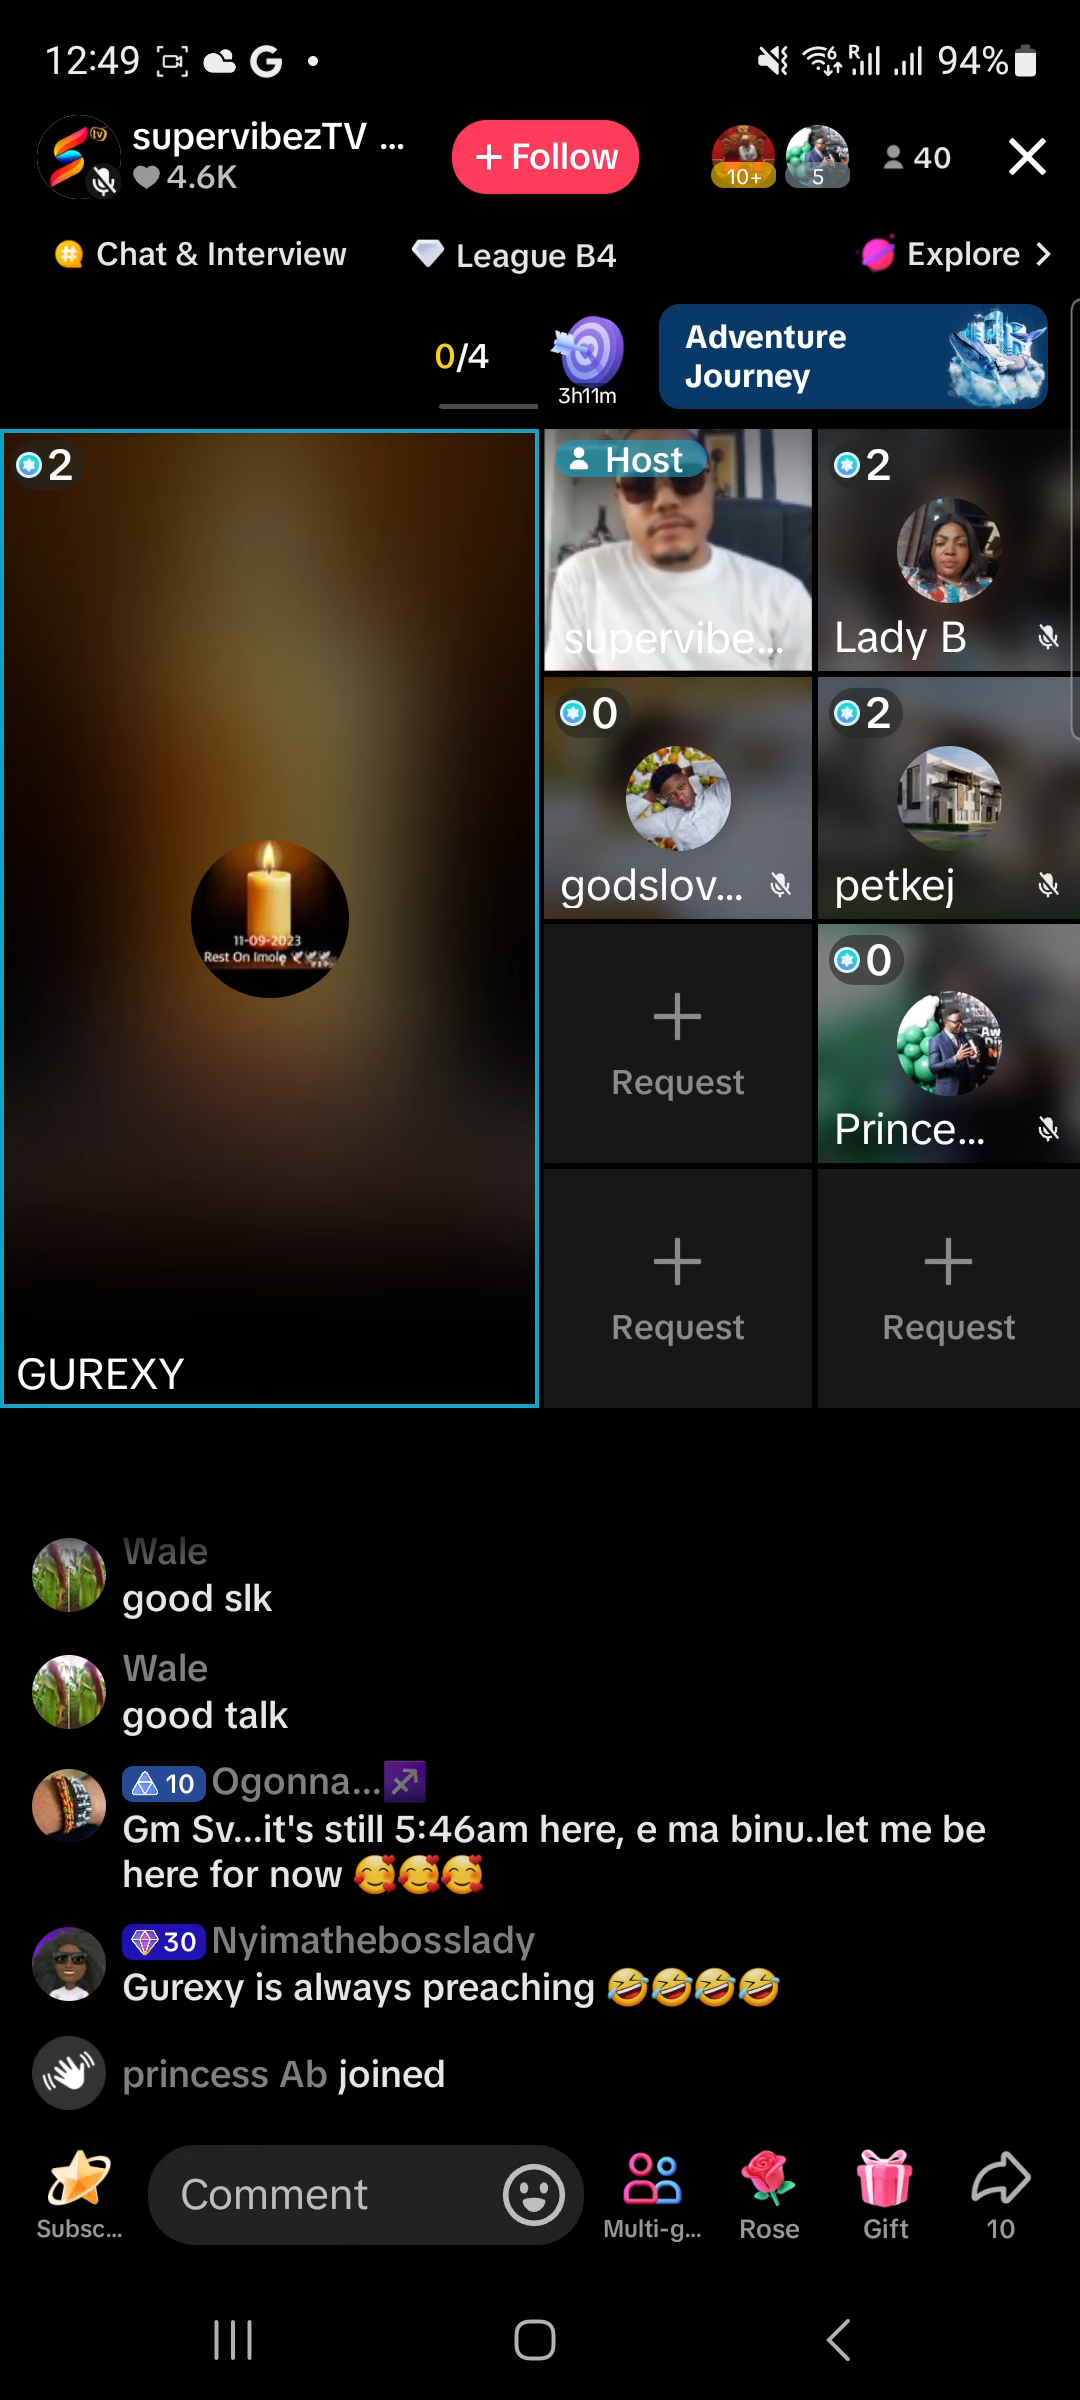 12:49
94%
supervibezTV ...
4.6K
+ Follow
10+
5
40
Chat & Interview
League B4
Explore
0/4
3h11m
Adventure
Journey
2
11-09-2023
Rest On Imole
GUREXY
Host
supervibe...
2
Lady B
0
godslov...
2
petkej
Request
0
Prince...
Request
Request
Wale
good slk
Wale
good talk
10 Ogonna...
Gm Sv...it's still 5:46am here, e ma binu..let me be
here for now 🥰🥰🥰
30 Nyimathebosslady
Gurexy is always preaching 🤣🤣🤣🤣
princess Ab joined
Subsc...
Comment
Multi-g...
Rose
Gift
10